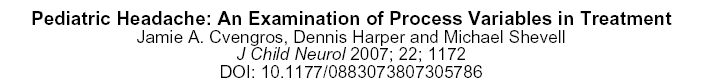 Pediatric Headache: An Examination of Process Variables in Treatment
Jamie A. Cvengros, Dennis Harper and Michael Shevell
J Child Neurol 2007; 22; 1172
DOI: 10.1177/0883073807305786